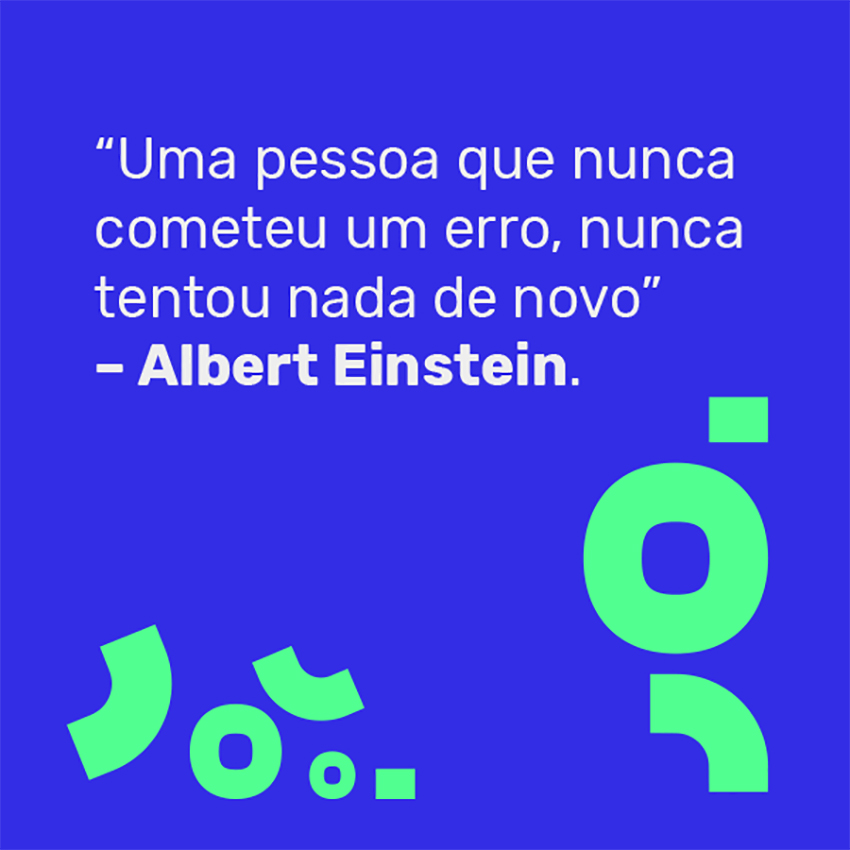 “Uma pessoa que nunca
cometeu um erro, nunca
tentou nada de novo”
– Albert Einstein.